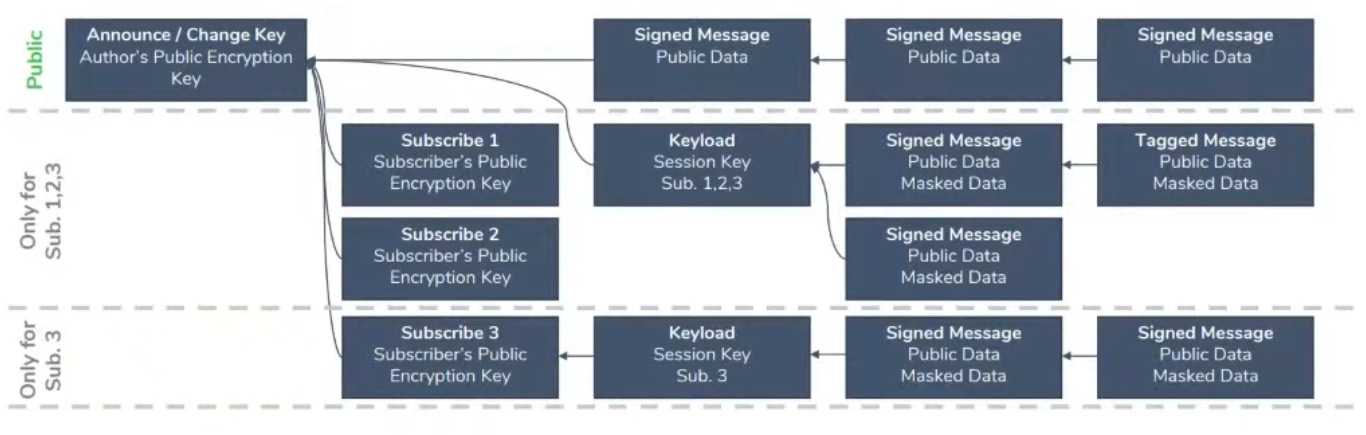 Public
Announce / Change Key
Author's Public Encryption
Key
Signed Message
Public Data
Signed Message
Public Data
Signed Message
Public Data
Only for
Sub. 1,2,3
Subscribe 1
Subscriber's Public
Encryption Key
Keyload
Session Key
Sub. 1,2,3
Signed Message
Public Data
Masked Data
Tagged Message
Public Data
Masked Data
Subscribe 2
Subscriber's Public
Encryption Key
Signed Message
Public Data
Masked Data
Only for
Sub. 3
Subscribe 3
Subscriber's Public
Encryption Key
Keyload
Session Key
Sub. 3
Signed Message
Public Data
Masked Data
Signed Message
Public Data
Masked Data